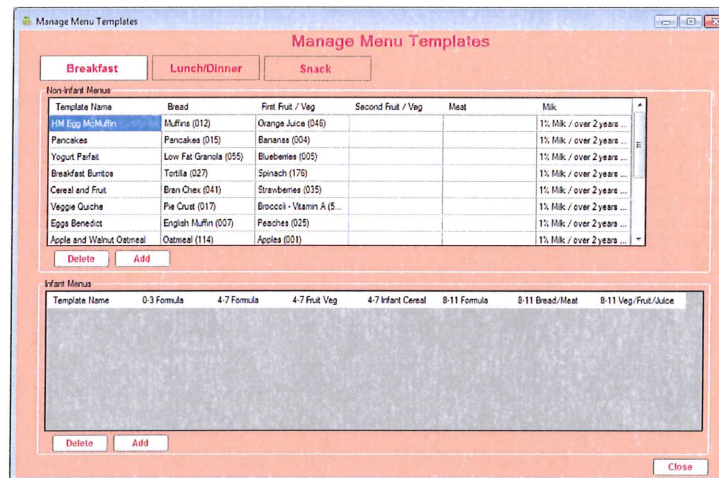 Manage Menu Templates
Manage Menu Templates
Breakfast Lunch/Dinner Snack
Non-Infant Menus
Template Name Bread First Fruit / Veg Second Fruit / Veg Meat Milk
HM Egg McMuffin Muffins (012) Orange Juice (046) 1% Milk / over 2 years ...
Pancakes Pancakes (015) Bananas (004) 1% Milk / over 2 years ...
Yogurt Parfait Low Fat Granola (055) Blueberries (005) 1% Milk / over 2 years ...
Breakfast Burritos Tortilla (027) Spinach (176) 1% Milk / over 2 years ...
Cereal and Fruit Bran Chex (041) Strawberries (035) 1% Milk / over 2 years ...
Veggie Quiche Pie Crust (017) Broccoli - Vitamin A (5... 1% Milk / over 2 years ...
Eggs Benedict English Muffin (007) Peaches (025) 1% Milk / over 2 years ...
Apple and Walnut Oatmeal Oatmeal (114) Apples (001) 1% Milk / over 2 years ...
Delete Add
Infant Menus
Template Name 0-3 Formula 4-7 Formula 4-7 Fruit Veg 4-7 Infant Cereal 8-11 Formula 8-11 Bread/Meat 8-11 Veg/Fruit/Juice
Delete Add
Close